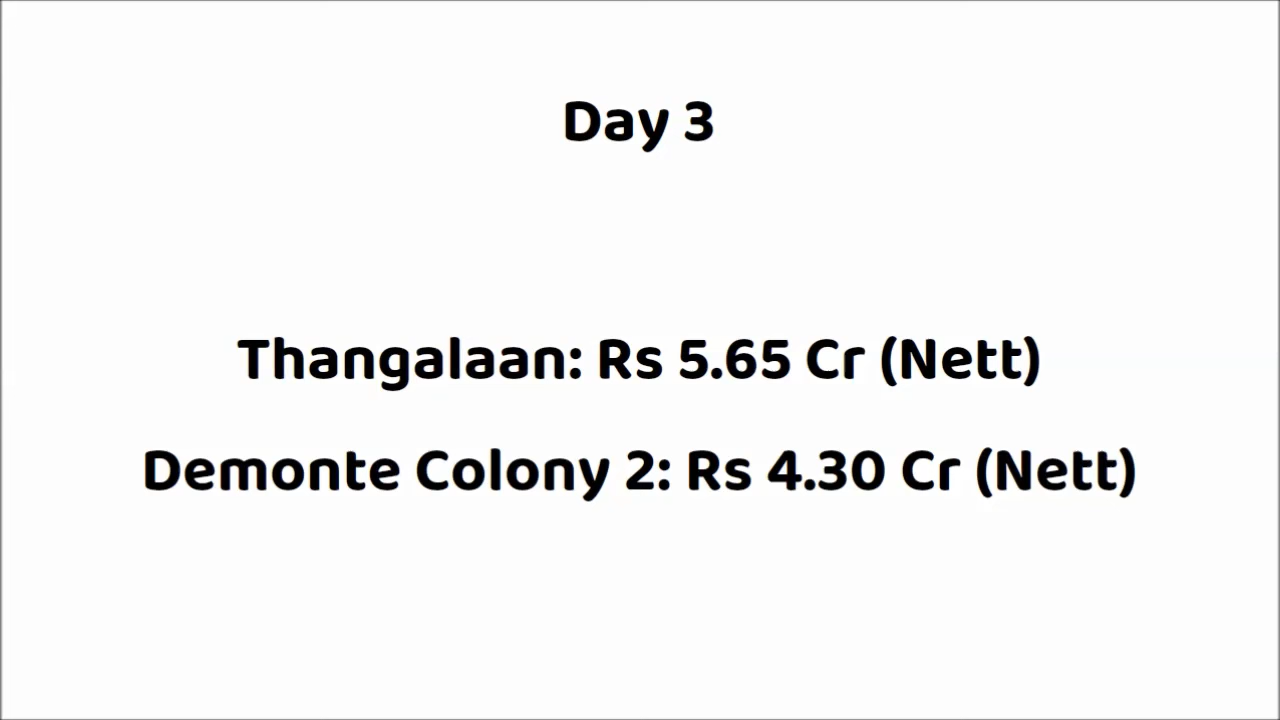 Day 3
Thangalaan: Rs 5.65 Cr (Nett)
Demonte Colony 2: Rs 4.30 Cr (Nett)